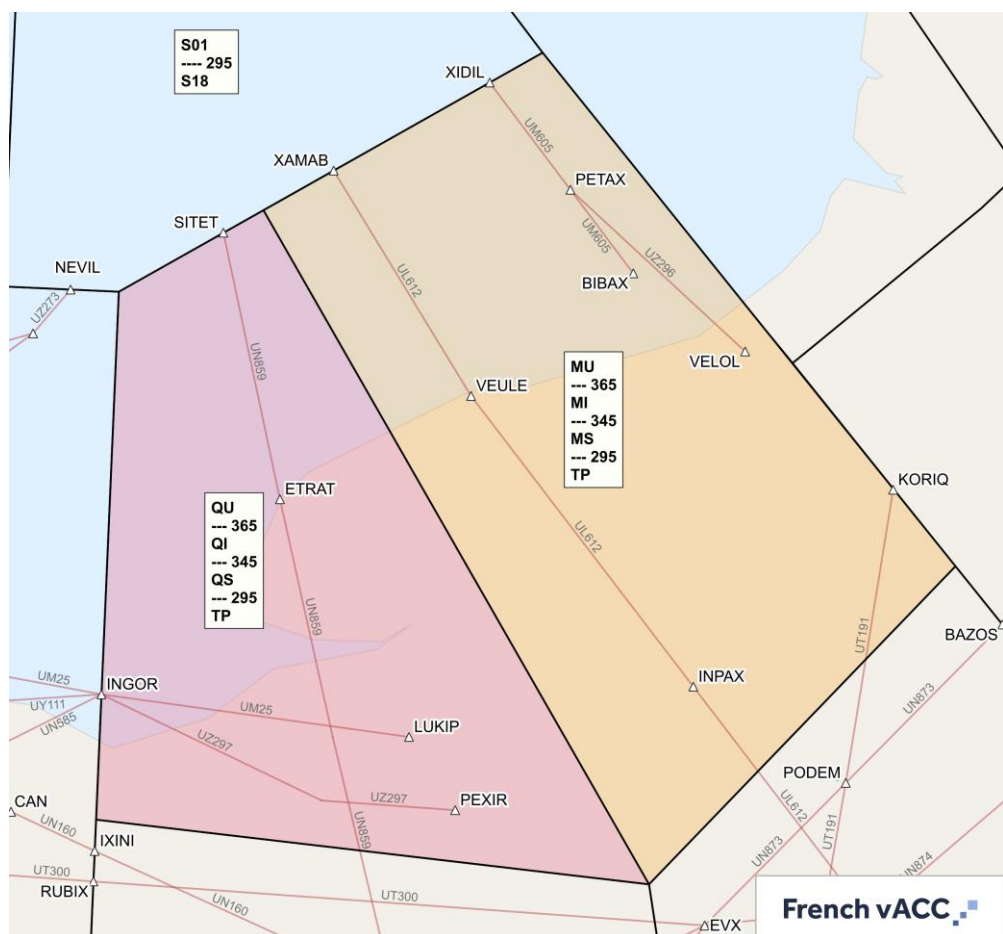 S01
---- 295
S18
XIDIL
UM605
XAMAB
PETAX
SITET
UM605
UZ296
NEVIL
UL612
BIBAX
UZ273
UN859
VELOL
MU
--- 365
MI
--- 345
MS
--- 295
TP
VEULE
ETRAT
KORIQ
QU
--- 365
QI
--- 345
QS
--- 295
TP
UL612
UN859
UT191
BAZOS
UM25
INGOR
INPAX
UY111
UN585
UM25
UN873
LUKIP
UZ297
PODEM
CAN
UZ297
PEXIR
UL612
UN160
UN859
UT191
IXINI
UN873
UN874
UT300
RUBIX
UT300
UN160
EVX
French vACC